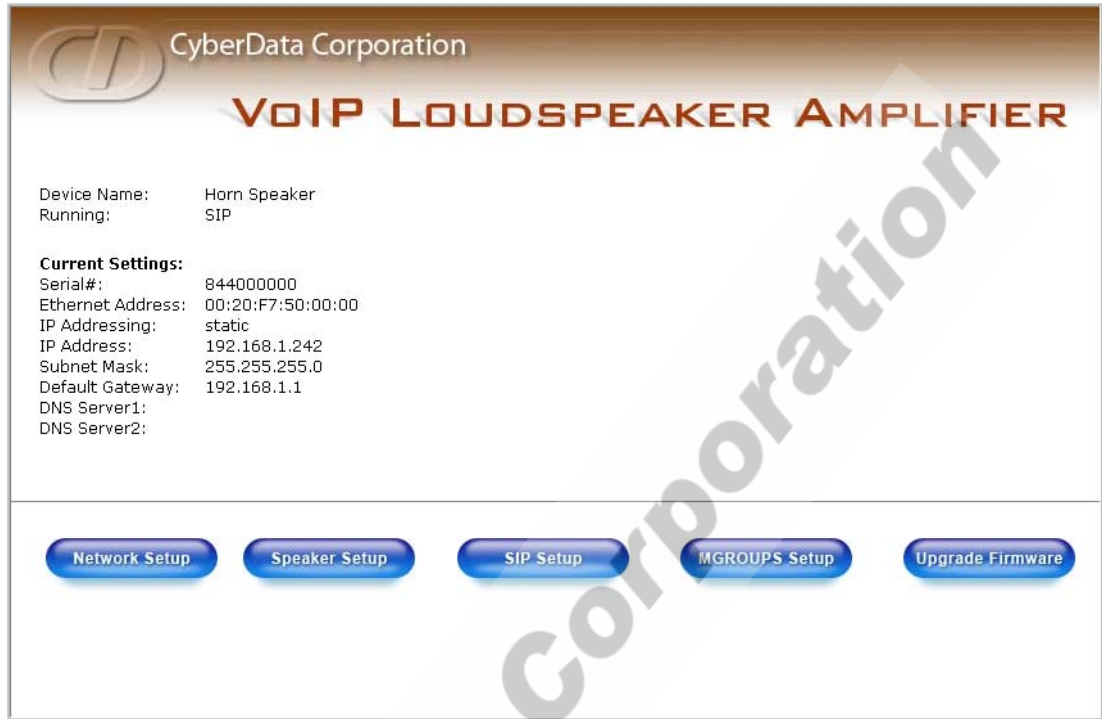 CD CyberData Corporation
VoIP Loudspeaker Amplifier
Device Name: Horn Speaker
Running: SIP
Current Settings:
Serial#: 844000000
Ethernet Address: 00:20:F7:50:00:00
IP Addressing: static
IP Address: 192.168.1.242
Subnet Mask: 255.255.255.0
Default Gateway: 192.168.1.1
DNS Server1:
DNS Server2:
Network Setup Speaker Setup SIP Setup MGROUPS Setup Upgrade Firmware
Corporation